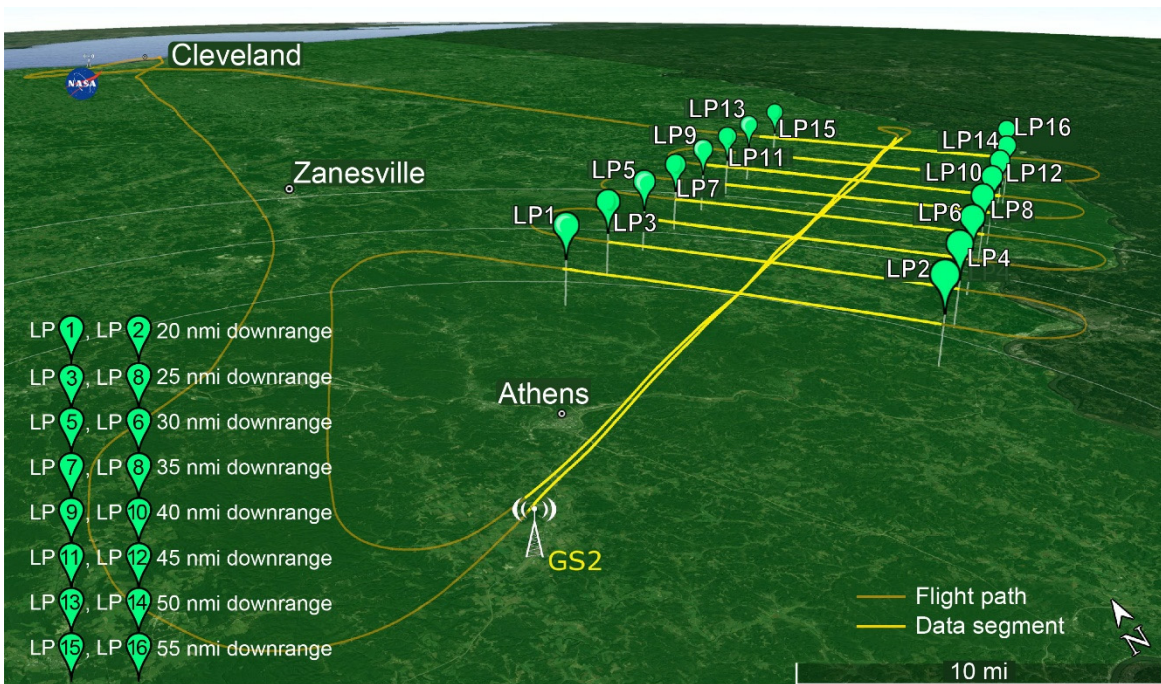 Cleveland
NASA
LP13
LP15
LP16
LP14
LP9
LP11
LP10
LP12
Zanesville
LP5
LP7
LP6
LP8
LP1
LP3
LP2
LP4
LP 1, LP 2 20 nmi downrange
LP 3, LP 8 25 nmi downrange
LP 5, LP 6 30 nmi downrange
LP 7, LP 8 35 nmi downrange
LP 9, LP 10 40 nmi downrange
LP 11, LP 12 45 nmi downrange
LP 13, LP 14 50 nmi downrange
LP 15, LP 16 55 nmi downrange
Athens
GS2
Flight path
Data segment
N
10 mi